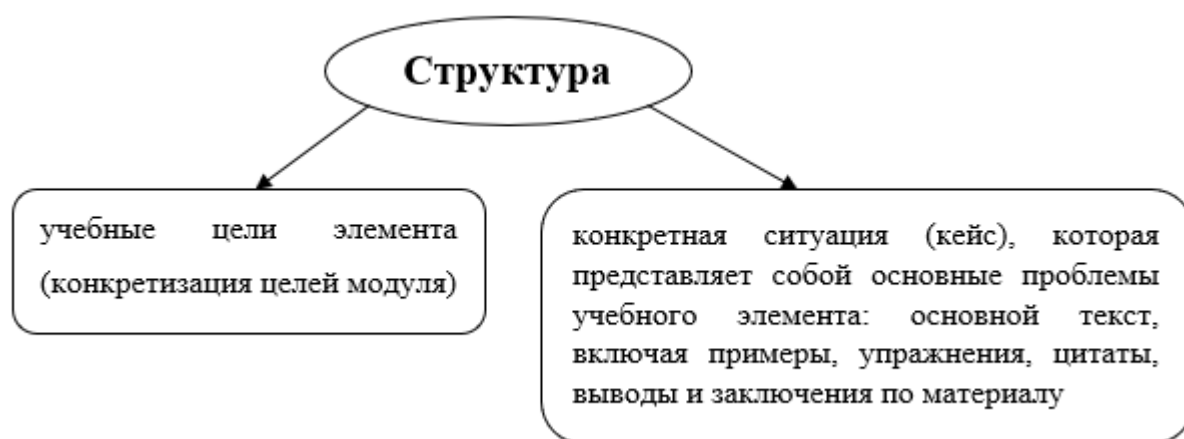 Структура
учебные цели элемента
(конкретизация целей модуля)
конкретная ситуация (кейс), которая
представляет собой основные проблемы
учебного элемента: основной текст,
включая примеры, упражнения, цитаты,
выводы и заключения по материалу